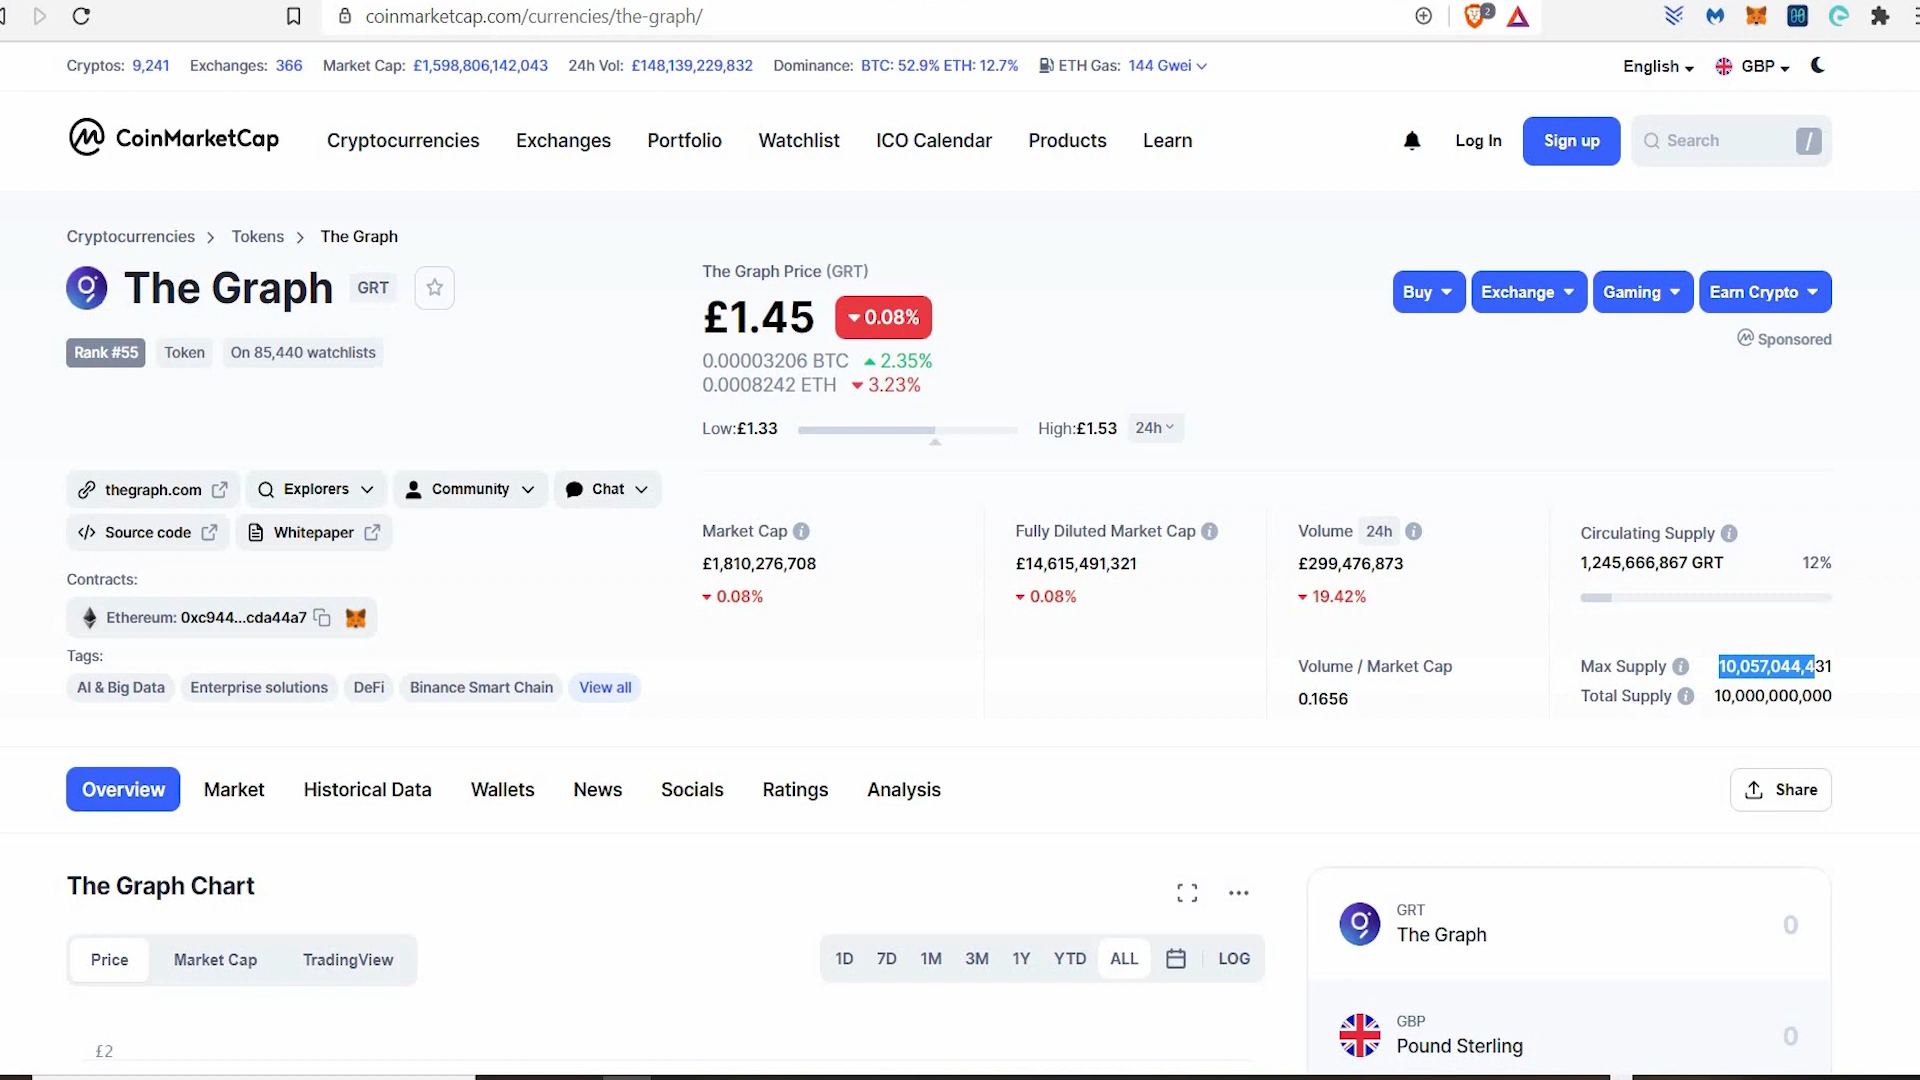 coinmarketcap.com/currencies/the-graph/
2
Cryptos: 9,241 Exchanges: 366 Market Cap: £1,598,806,142,043 24h Vol: £148,139,229,832 Dominance: BTC: 52.9% ETH: 12.7% ETH Gas: 144 Gwei English GBP
CoinMarketCap Cryptocurrencies Exchanges Portfolio Watchlist ICO Calendar Products Learn Log In Sign up Search /
Cryptocurrencies Tokens The Graph
The Graph GRT
Rank #55 Token On 85,440 watchlists
The Graph Price (GRT)
£1.45 0.08%
0.00003206 BTC 2.35%
0.0008242 ETH 3.23%
Low:£1.33 High:£1.53 24h
Buy Exchange Gaming Earn Crypto
Sponsored
thegraph.com Explorers Community Chat
Source code Whitepaper
Contracts:
Ethereum: 0xc944...cda44a7
Tags:
AI & Big Data Enterprise solutions DeFi Binance Smart Chain View all
Market Cap
£1,810,276,708
0.08%
Fully Diluted Market Cap
£14,615,491,321
0.08%
Volume 24h
£299,476,873
19.42%
Volume / Market Cap
0.1656
Circulating Supply
1,245,666,867 GRT 12%
Max Supply 10,057,044,431
Total Supply 10,000,000,000
Overview Market Historical Data Wallets News Socials Ratings Analysis Share
The Graph Chart
Price Market Cap TradingView 1D 7D 1M 3M 1Y YTD ALL LOG
£2
GRT
The Graph 0
GBP
Pound Sterling 0